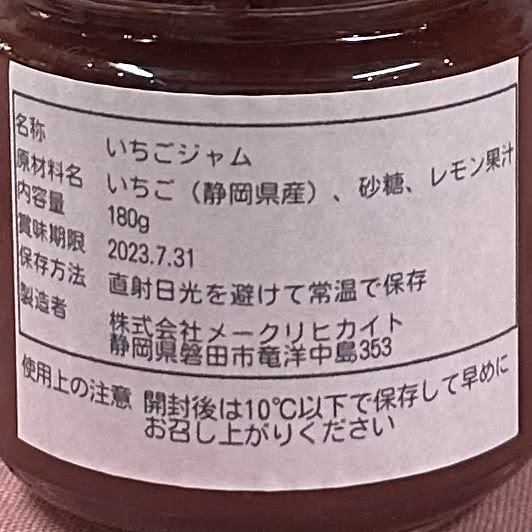 名称 いちごジャム
原材料名 いちご（静岡県産）、砂糖、レモン果汁
内容量 180g
賞味期限 2023.7.31
保存方法 直射日光を避けて常温で保存
製造者 株式会社メークリヒカイト
静岡県磐田市竜洋中島353
使用上の注意 開封後は10℃以下で保存して早めに
お召し上がりください